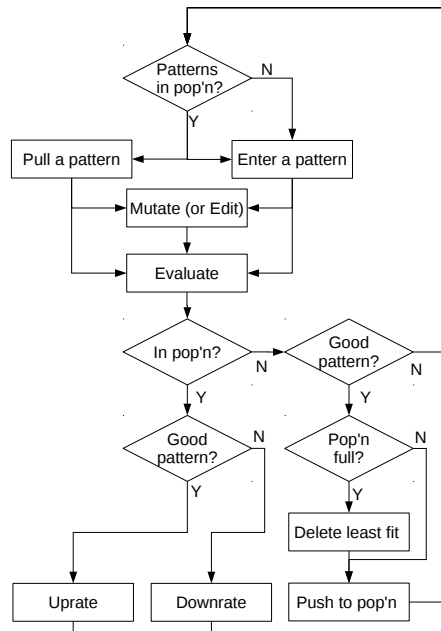 Patterns
in pop'n?
N
Y
Pull a pattern
Enter a pattern
Mutate (or Edit)
Evaluate
In pop'n?
N
Good
pattern?
N
Y
Y
Good
pattern?
N
Pop'n
full?
N
Y
Y
Delete least fit
Uprate
Downrate
Push to pop'n